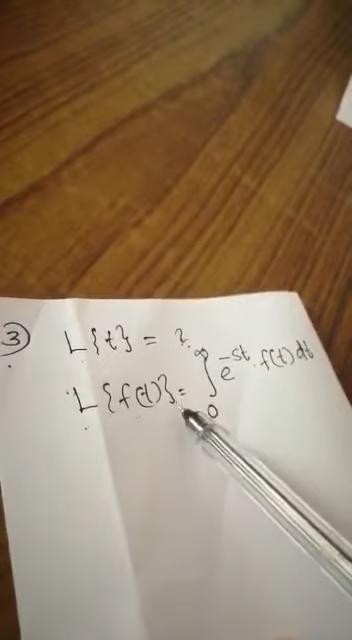 ③ L{t} = ?
L{f(t)} = ∫₀^∞ e^-st. f(t) dt